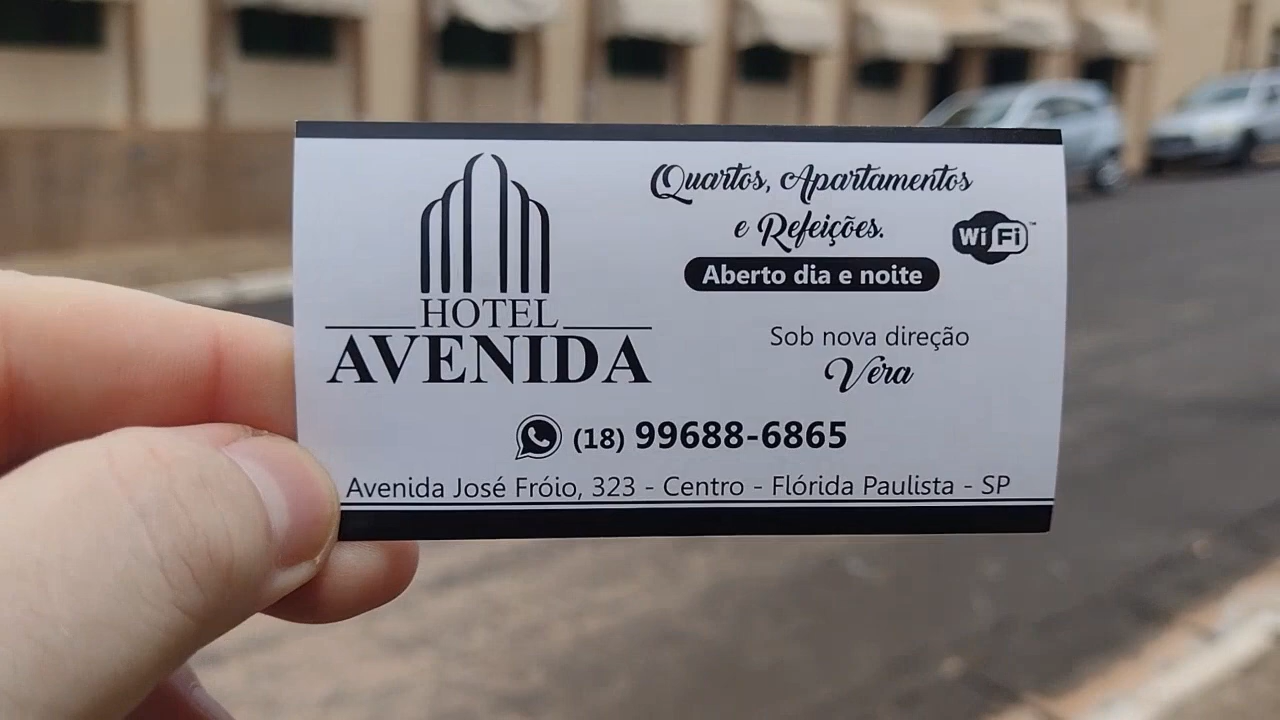 HOTEL
AVENIDA
Quartos, Apartamentos
e Refeições.
WiFi™
Aberto dia e noite
Sob nova direção
Vera
(18) 99688-6865
Avenida José Fróio, 323 - Centro - Flórida Paulista - SP